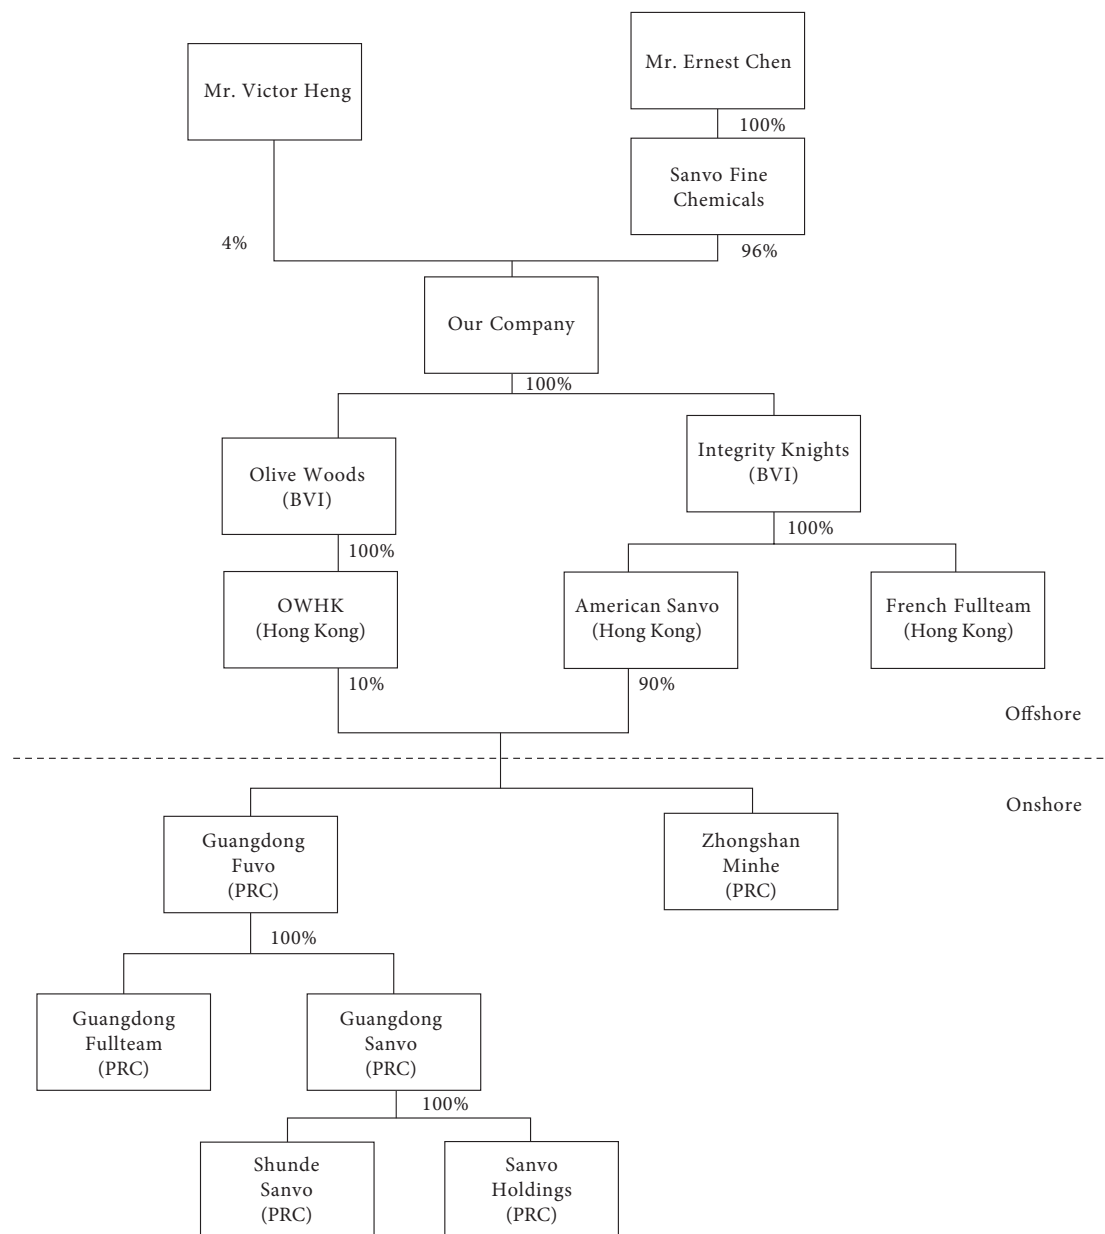 Mr. Ernest Chen
Mr. Victor Heng
100%
Sanvo Fine
Chemicals
4%
96%
Our Company
100%
Olive Woods
(BVI)
Integrity Knights
(BVI)
100%
100%
OWHK
(Hong Kong)
American Sanvo
(Hong Kong)
French Fullteam
(Hong Kong)
10%
90%
Offshore
Onshore
Guangdong
Fuvo
(PRC)
Zhongshan
Minhe
(PRC)
100%
Guangdong
Fullteam
(PRC)
Guangdong
Sanvo
(PRC)
100%
Shunde
Sanvo
(PRC)
Sanvo
Holdings
(PRC)